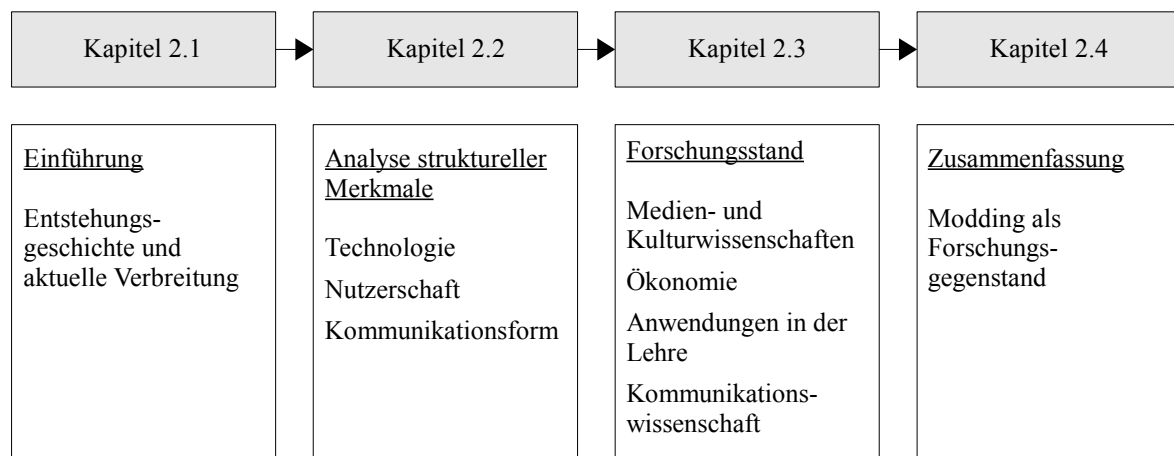 Kapitel 2.1
Kapitel 2.2
Kapitel 2.3
Kapitel 2.4
Einführung
Entstehungs-
geschichte und
aktuelle Verbreitung
Analyse struktureller
Merkmale
Technologie
Nutzerschaft
Kommunikationsform
Forschungsstand
Medien- und
Kulturwissenschaften
Ökonomie
Anwendungen in der
Lehre
Kommunikations-
wissenschaft
Zusammenfassung
Modding als
Forschungs-
gegenstand